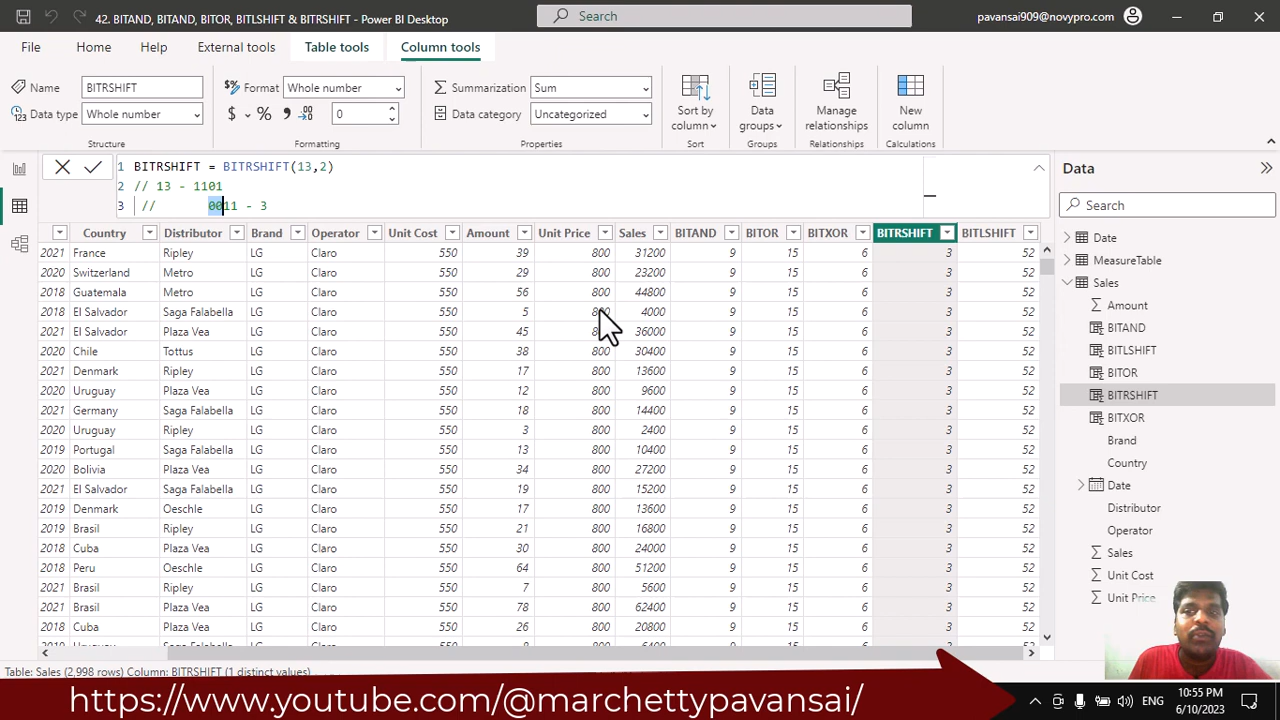 42. BITAND, BITOR, BITLSHIFT & BITRSHIFT - Power BI Desktop
Search
pavansai909@novypro.com
File Home Help External tools Table tools Column tools
Name BITRSHIFT
Data type Whole number
Structure
Format Whole number
$ % 9 0
Formatting
Summarization Sum
Data category Uncategorized
Properties
Sort by column
Sort
Data groups
Groups
Manage relationships
Relationships
New column
Calculations
1 BITRSHIFT = BITRSHIFT(13,2)
2 // 13 - 1101
3 // 0011 - 3
Country Distributor Brand Operator Unit Cost Amount Unit Price Sales BITAND BITOR BITXOR BITRSHIFT BITLSHIFT
2021 France Ripley LG Claro 550 39 800 31200 9 15 6 3 52
2020 Switzerland Metro LG Claro 550 29 800 23200 9 15 6 3 52
2018 Guatemala Metro LG Claro 550 56 800 44800 9 15 6 3 52
2018 El Salvador Saga Falabella LG Claro 550 5 4000 9 15 6 3 52
2021 El Salvador Plaza Vea LG Claro 550 45 36000 9 15 6 3 52
2020 Chile Tottus LG Claro 550 38 800 30400 9 15 6 3 52
2021 Denmark Ripley LG Claro 550 17 800 13600 9 15 6 3 52
2020 Uruguay Plaza Vea LG Claro 550 12 800 9600 9 15 6 3 52
2021 Germany Saga Falabella LG Claro 550 18 800 14400 9 15 6 3 52
2020 Uruguay Ripley LG Claro 550 3 800 2400 9 15 6 3 52
2019 Portugal Saga Falabella LG Claro 550 13 800 10400 9 15 6 3 52
2020 Bolivia Plaza Vea LG Claro 550 34 800 27200 9 15 6 3 52
2021 El Salvador Saga Falabella LG Claro 550 19 800 15200 9 15 6 3 52
2019 Denmark Oeschle LG Claro 550 17 800 13600 9 15 6 3 52
2019 Brasil Ripley LG Claro 550 21 800 16800 9 15 6 3 52
2018 Cuba Plaza Vea LG Claro 550 30 800 24000 9 15 6 3 52
2018 Peru Oeschle LG Claro 550 64 800 51200 9 15 6 3 52
2021 Brasil Ripley LG Claro 550 7 800 5600 9 15 6 3 52
2021 Brasil Plaza Vea LG Claro 550 78 800 62400 9 15 6 3 52
2018 Cuba Plaza Vea LG Claro 550 26 800 20800 9 15 6 3 52
Data
Search
Date
MeasureTable
Sales
Amount
BITAND
BITLSHIFT
BITOR
BITRSHIFT
BITXOR
Brand
Country
Date
Distributor
Operator
Sales
Unit Cost
Unit Price
Table: Sales (2,998 rows) Column: BITRSHIFT (1 distinct values)
https://www.youtube.com/@marchettypavansai/
ENG
10:55 PM
6/10/2023